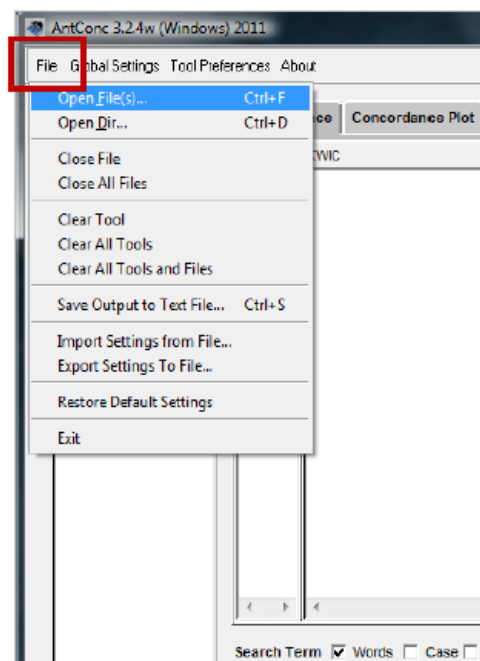 AntConc 3.2.4w (Windows) 2011
File Global Settings Tool Preferences About
Open File(s)... Ctrl+F
Open Dir... Ctrl+D
Concordance Plot
Close File
KWIC
Close All Files
Clear Tool
Clear All Tools
Clear All Tools and Files
Save Output to Text File... Ctrl+S
Import Settings from File...
Export Settings To File...
Restore Default Settings
Exit
Search Term Words Case